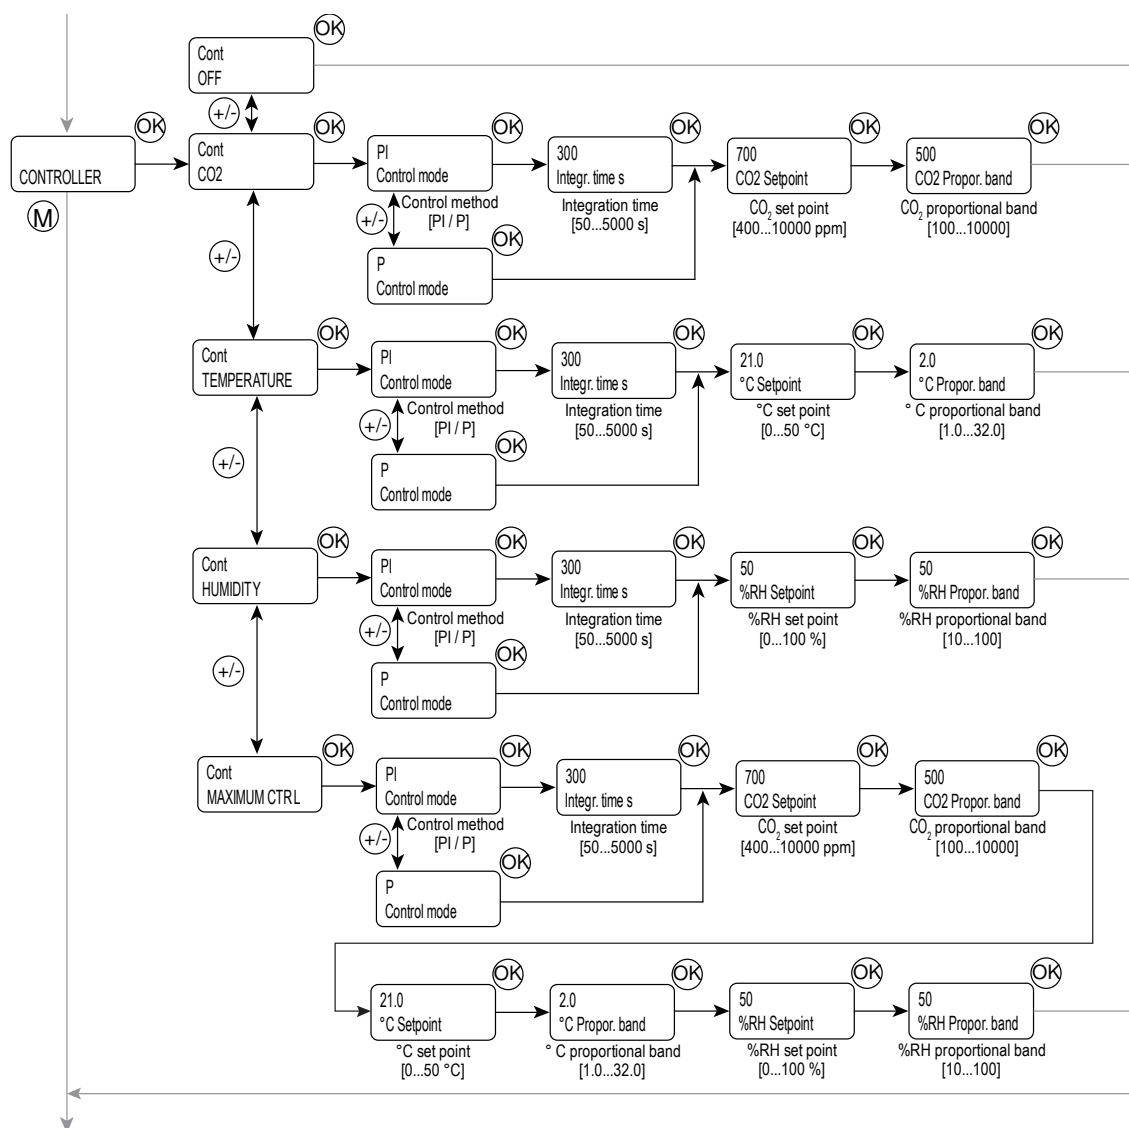 OK
Cont
OFF
+/-
OK
OK
OK
OK
OK
OK
CONTROLLER
Cont
CO2
PI
Control mode
300
Integr. time s
700
CO2 Setpoint
500
CO2 Propor. band
M
+/-
Control method
[PI / P]
Integration time
[50...5000 s]
CO2 set point
[400...10000 ppm]
CO2 proportional band
[100...10000]
+/-
OK
P
Control mode
OK
OK
OK
OK
OK
Cont
TEMPERATURE
PI
Control mode
300
Integr. time s
21.0
°C Setpoint
2.0
°C Propor. band
+/-
Control method
[PI / P]
Integration time
[50...5000 s]
°C set point
[0...50 °C]
° C proportional band
[1.0...32.0]
+/-
OK
P
Control mode
OK
OK
OK
OK
OK
Cont
HUMIDITY
PI
Control mode
300
Integr. time s
50
%RH Setpoint
50
%RH Propor. band
+/-
Control method
[PI / P]
Integration time
[50...5000 s]
%RH set point
[0...100 %]
%RH proportional band
[10...100]
+/-
OK
P
Control mode
OK
OK
OK
OK
OK
Cont
MAXIMUM CTRL
PI
Control mode
300
Integr. time s
700
CO2 Setpoint
500
CO2 Propor. band
+/-
Control method
[PI / P]
Integration time
[50...5000 s]
CO2 set point
[400...10000 ppm]
CO2 proportional band
[100...10000]
OK
P
Control mode
OK
OK
OK
OK
21.0
°C Setpoint
2.0
°C Propor. band
50
%RH Setpoint
50
%RH Propor. band
°C set point
[0...50 °C]
° C proportional band
[1.0...32.0]
%RH set point
[0...100 %]
%RH proportional band
[10...100]